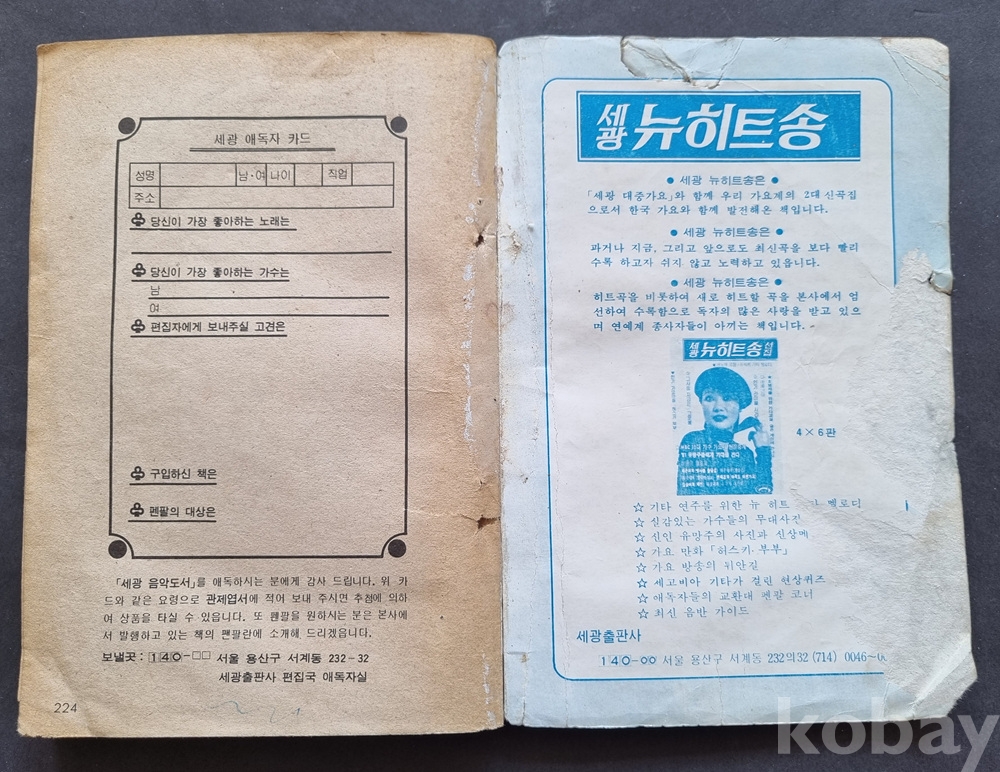 세광 애독자 카드
성명 남·여 나이 직업
주소
당신이 가장 좋아하는 노래는
당신이 가장 좋아하는 가수는
남
여
편집자에게 보내주실 고견은
구입하신 책은
펜팔의 대상은
「세광 음악도서」를 애독하시는 분에게 감사 드립니다. 위 카
드와 같은 요령으로 관제엽서에 적어 보내 주시면 추첨에 의하
여 상품을 타실 수 있읍니다. 또 펜팔을 원하시는 분은 본사에
서 발행하고 있는 책의 펜팔란에 소개해 드리겠읍니다.
보낼곳: 140-□□ 서울 용산구 서계동 232-32
세광출판사 편집국 애독자실
224
세광 뉴히트송
● 세광 뉴히트송은 ●
「세광 대중가요」와 함께 우리 가요계의 2대 신곡집
으로서 한국 가요와 함께 발전해온 책입니다.
● 세광 뉴히트송은 ●
과거나 지금, 그리고 앞으로도 최신곡을 보다 빨리
수록 하고자 쉬지 않고 노력하고 있읍니다.
● 세광 뉴히트송은 ●
히트곡을 비롯하여 새로 히트할 곡을 본사에서 엄
선하여 수록함으로 독자의 많은 사랑을 받고 있으
며 연예계 종사자들이 아끼는 책입니다.
세광 뉴히트송
4×6판
☆ 기타 연주를 위한 뉴 히트 멜로디
☆ 실감있는 가수들의 무대사진
☆ 신인 유망주의 사진과 신상메
☆ 가요 만화 「허스키·부부」
☆ 가요 방송의 뒤안길
☆ 세고비아 기타가 걸린 현상퀴즈
☆ 애독자들의 교환대 펜팔 코너
☆ 최신 음반 가이드
세광출판사
140-00 서울 용산구 서계동 232의32 (714) 0046~
kobay